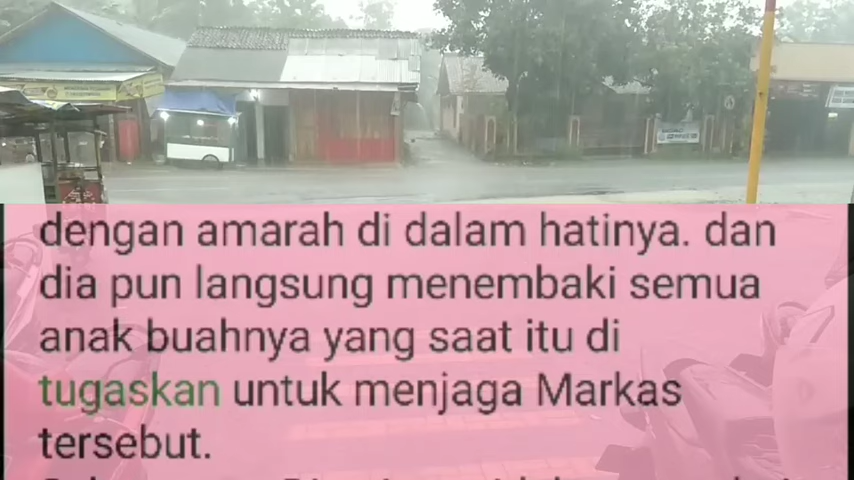 dengan amarah di dalam hatinya. dan
dia pun langsung menembaki semua
anak buahnya yang saat itu di
tugaskan untuk menjaga Markas
tersebut.